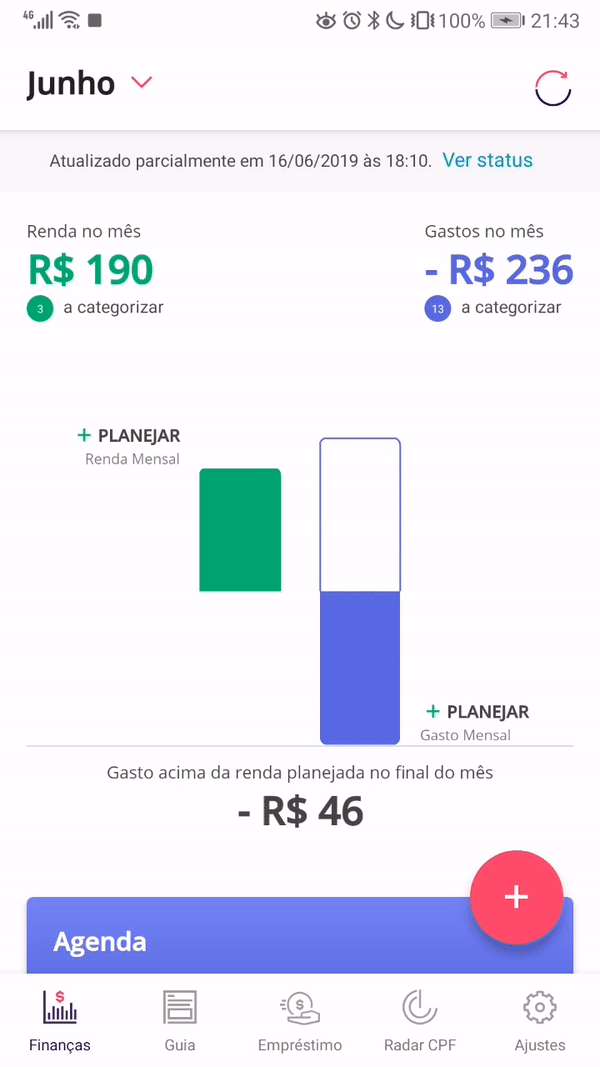 4G 100% 21:43
Junho
Atualizado parcialmente em 16/06/2019 às 18:10. Ver status
Renda no mês
R$ 190
3 a categorizar
Gastos no mês
- R$ 236
13 a categorizar
+ PLANEJAR
Renda Mensal
+ PLANEJAR
Gasto Mensal
Gasto acima da renda planejada no final do mês
- R$ 46
+
Agenda
$ $
Finanças Guia Empréstimo Radar CPF Ajustes